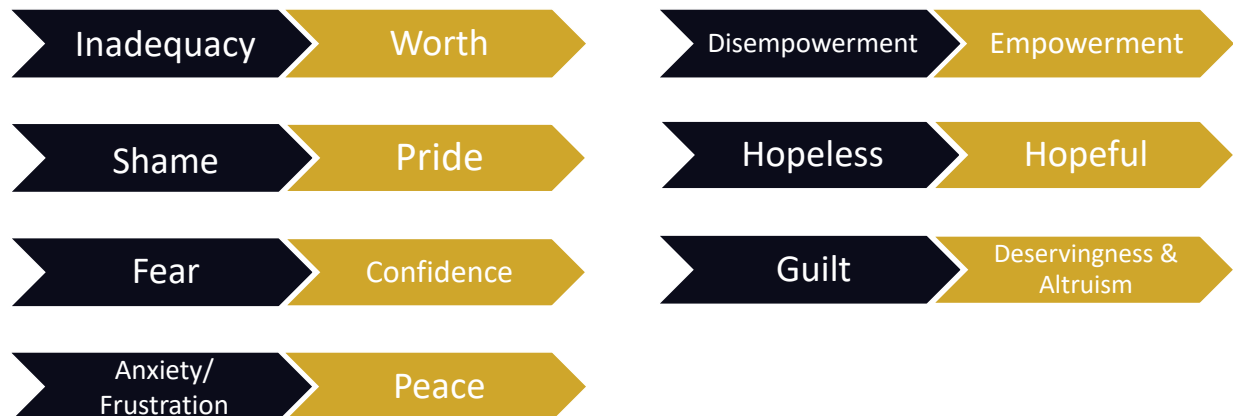 Inadequacy
Worth
Shame
Pride
Fear
Confidence
Anxiety/
Frustration
Peace
Disempowerment
Empowerment
Hopeless
Hopeful
Guilt
Deservingness &
Altruism